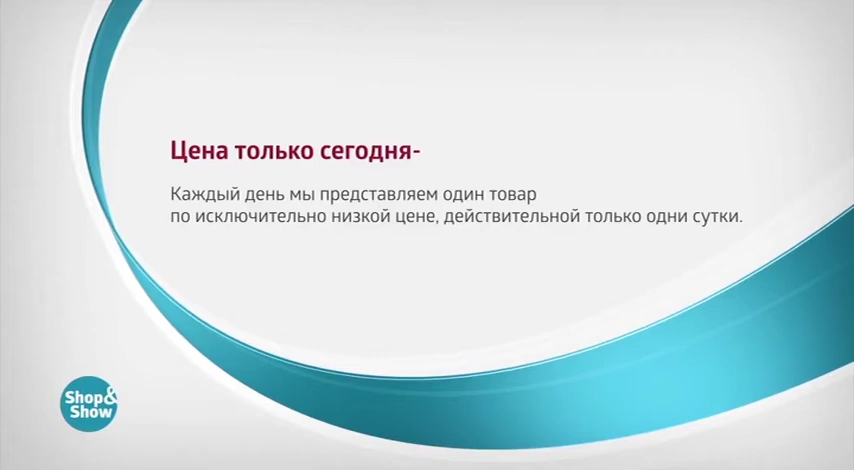 Цена только сегодня-
Каждый день мы представляем один товар
по исключительно низкой цене, действительной только одни сутки.
Shop&
Show